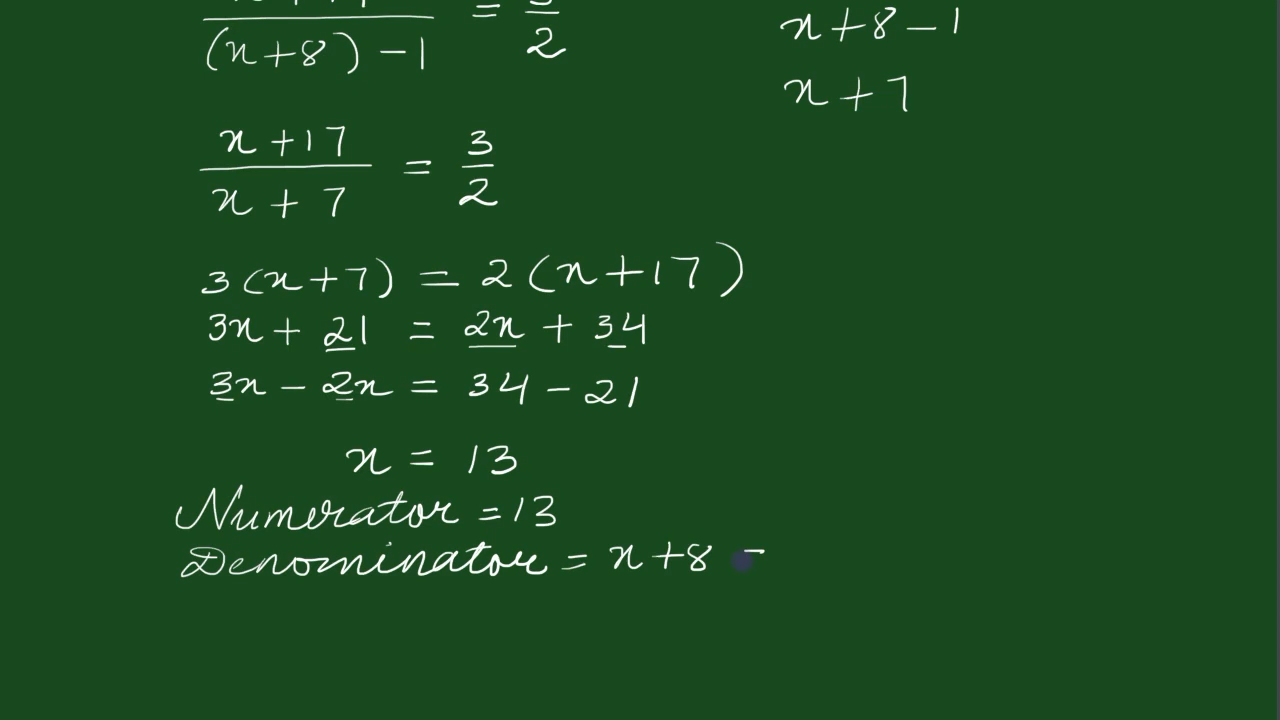 = 3/2
(x+8)-1
x+8-1
x+7
x+17/x+7 = 3/2
3(x+7) = 2(x+17)
3x+21 = 2x+34
3x-2x = 34-21
x = 13
Numerator = 13
Denominator = x+8 =